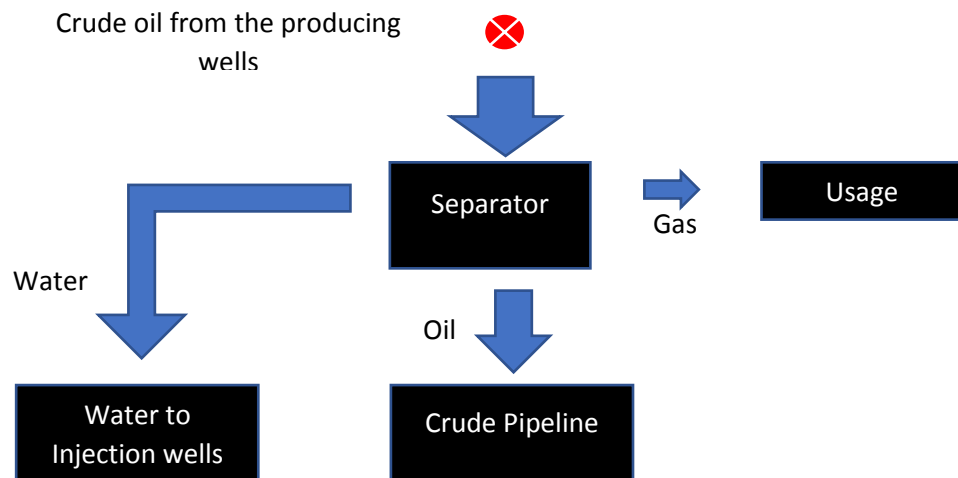 Crude oil from the producing
wells
Separator
Usage
Gas
Water
Oil
Water to
Injection wells
Crude Pipeline